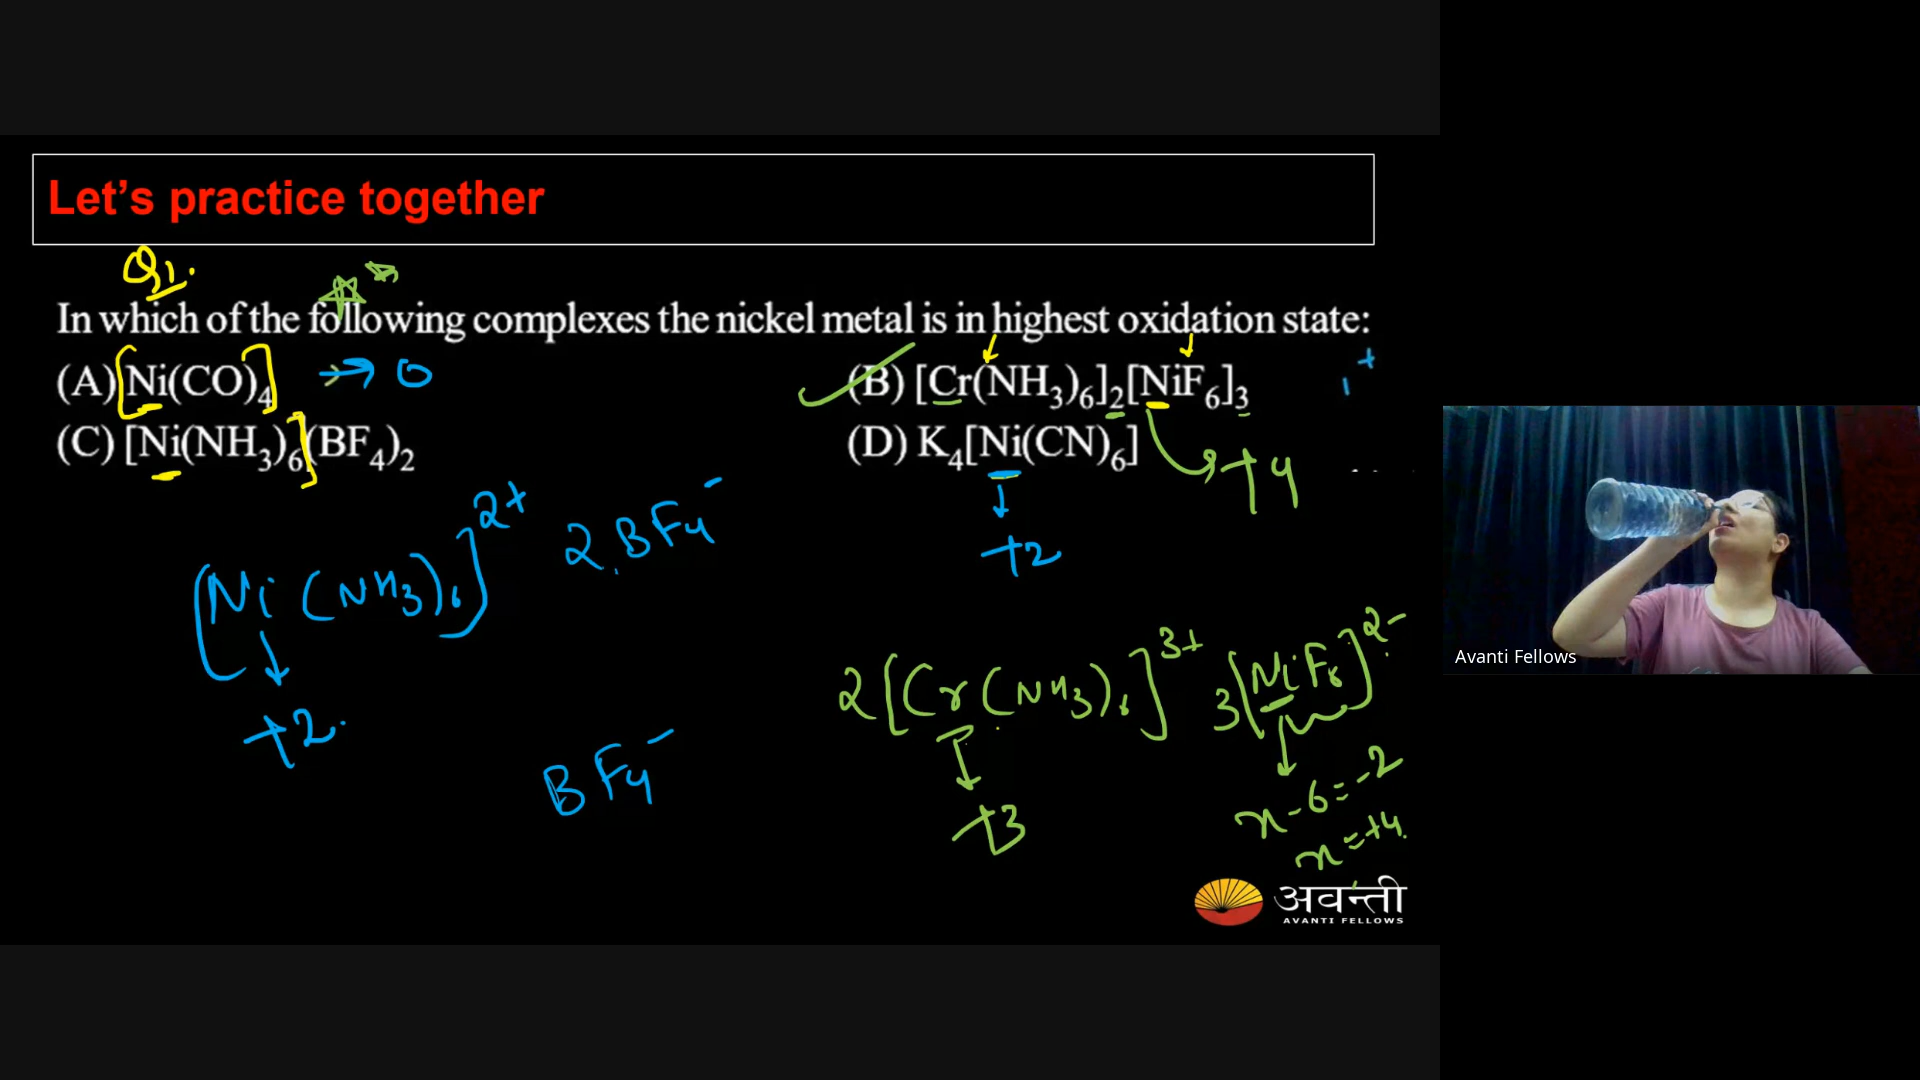 Let’s practice together
Q1.
In which of the following complexes the nickel metal is in highest oxidation state:
(A) [Ni(CO)4] → 0
(B) [Cr(NH3)6]2[NiF6]3
(C) [Ni(NH3)6](BF4)2
(D) K4[Ni(CN)6]
+4
+2
[Ni(NH3)6]2+ 2BF4-
+2
BF4-
2[Cr(NH3)6]3+ 3[NiF6]2-
+3
x-6=-2
x=+4
Avanti Fellows
अवन्ती
AVANTI FELLOWS